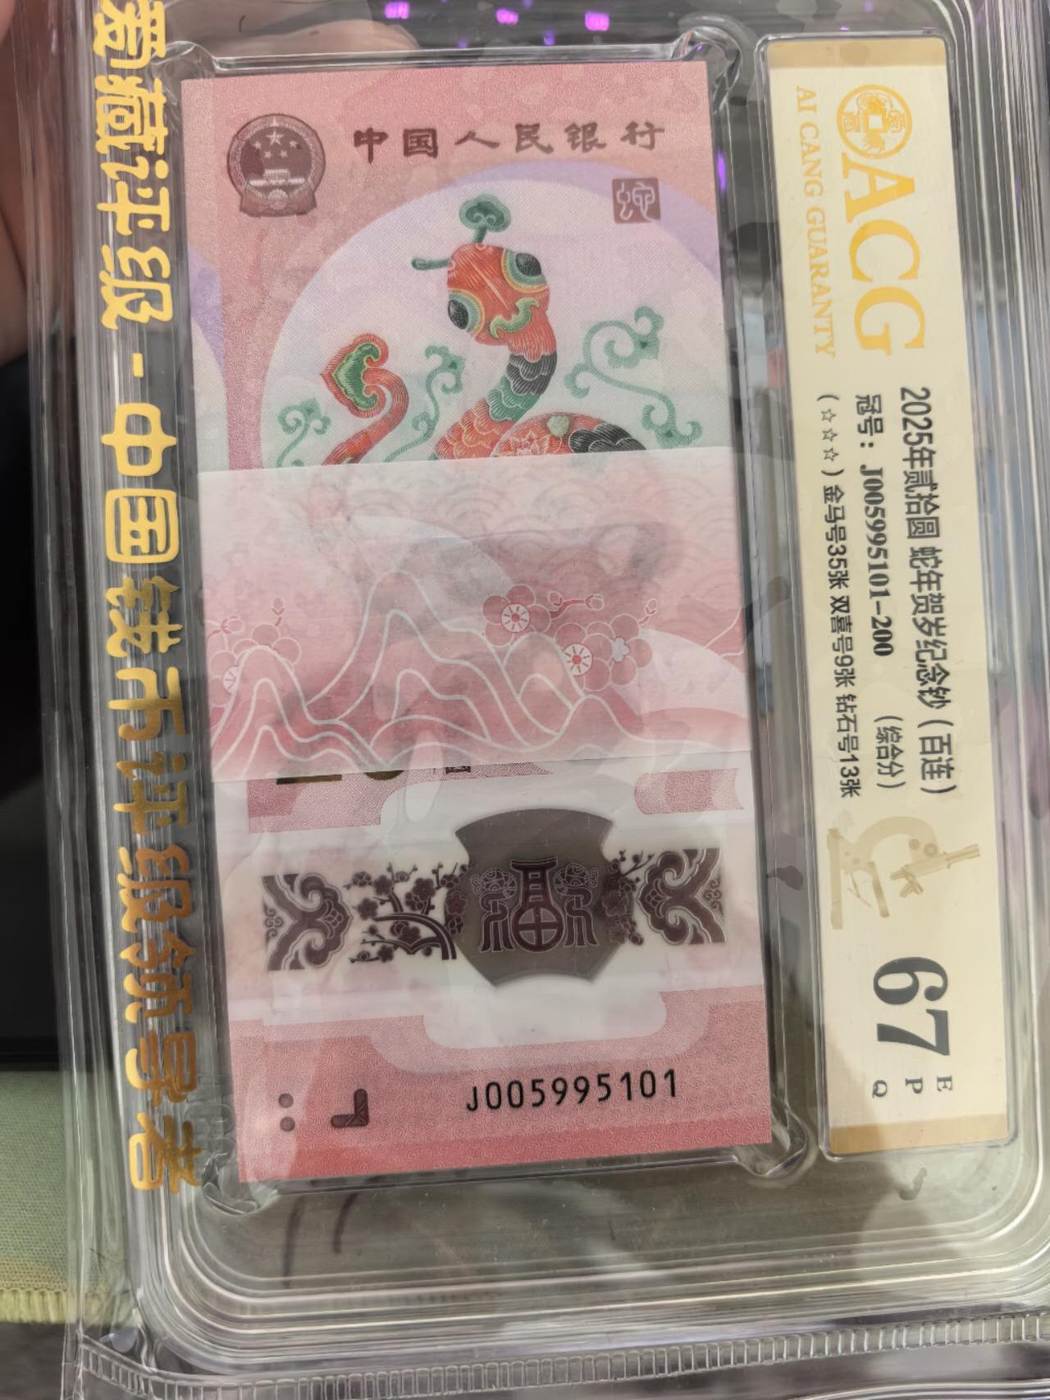 爱藏评级 - 中国钱币评级领导者
中国人民银行
J005995101
ACG
AI CANG GUARANTY
2025年贰拾圆 蛇年贺岁纪念钞（百连）
冠号：J005995101-200 （综合分）
(☆☆☆) 金马号35张 双喜号9张 钻石号13张
67
E
P
Q